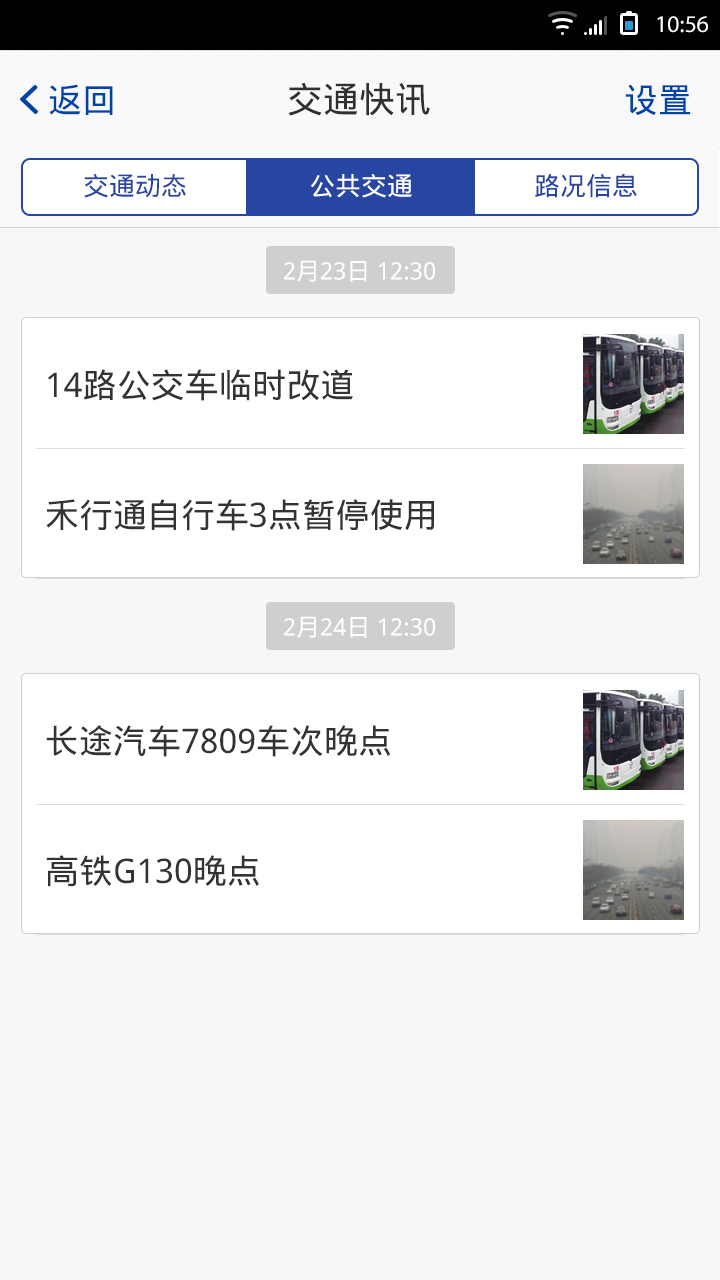 10:56
返回
交通快讯
设置
交通动态
公共交通
路况信息
2月23日 12:30
14路公交车临时改道
禾行通自行车3点暂停使用
2月24日 12:30
长途汽车7809车次晚点
高铁G130晚点